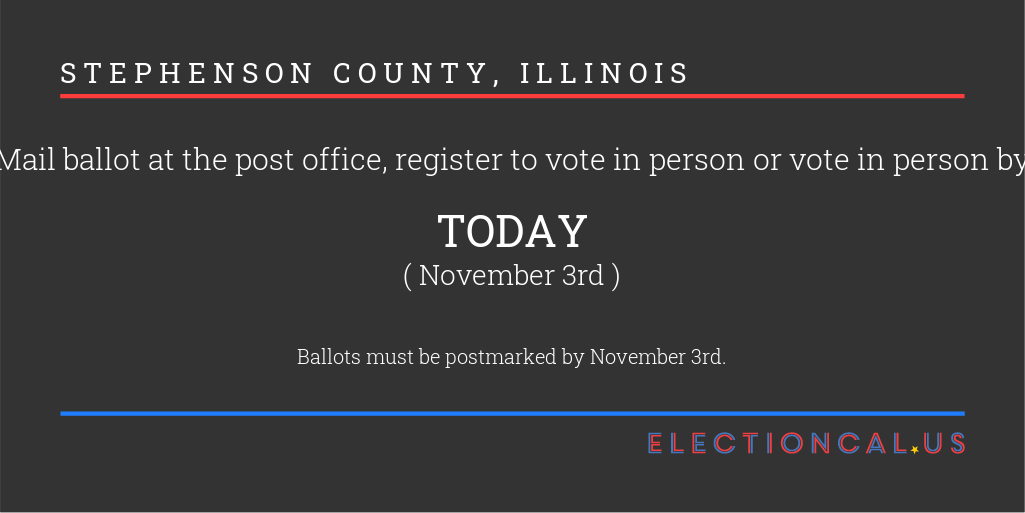 STEPHENSON COUNTY, ILLINOIS
Mail ballot at the post office, register to vote in person or vote in person by
TODAY
( November 3rd )
Ballots must be postmarked by November 3rd.
ELECTIONCAL.US